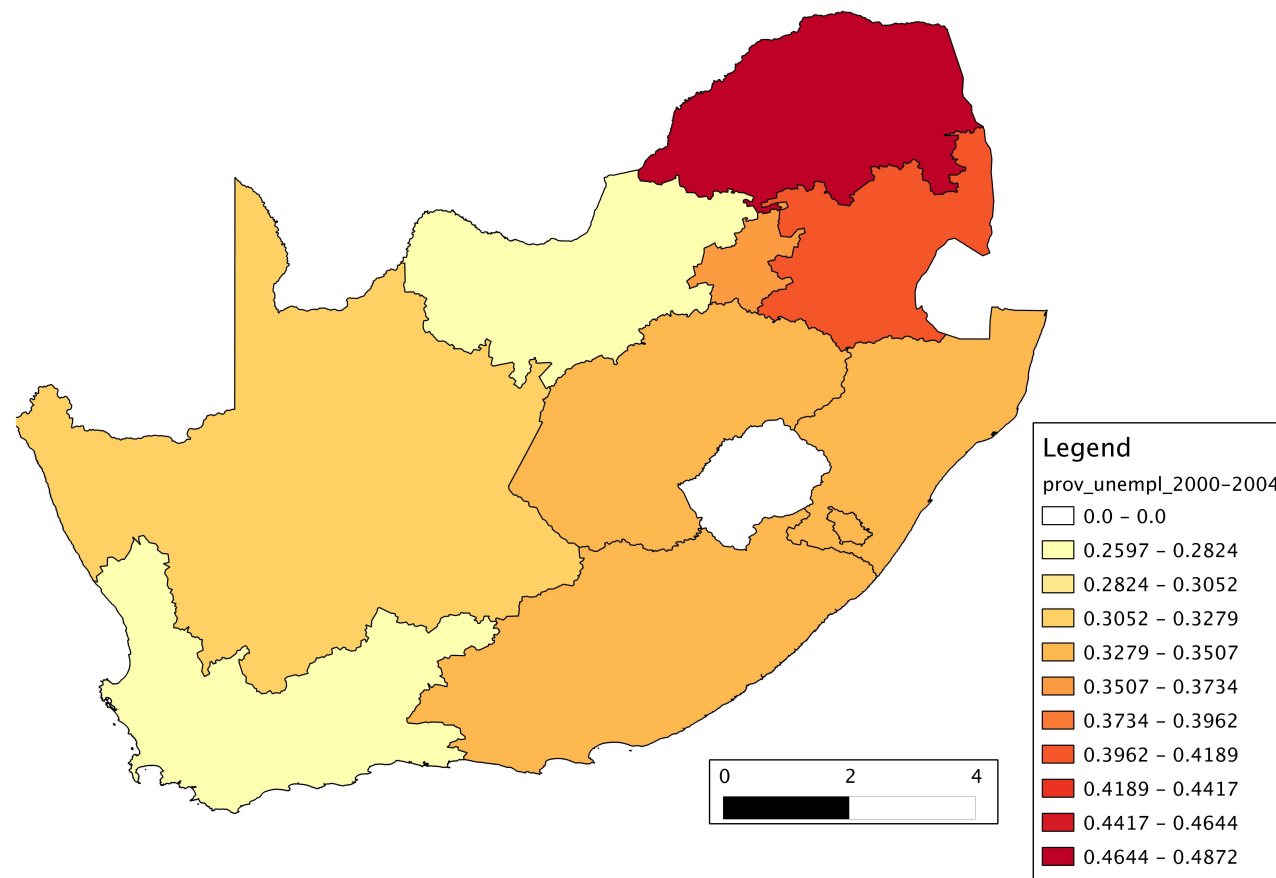 Legend
prov_unempl_2000-2004
0.0 - 0.0
0.2597 - 0.2824
0.2824 - 0.3052
0.3052 - 0.3279
0.3279 - 0.3507
0.3507 - 0.3734
0.3734 - 0.3962
0.3962 - 0.4189
0.4189 - 0.4417
0.4417 - 0.4644
0.4644 - 0.4872
0 2 4